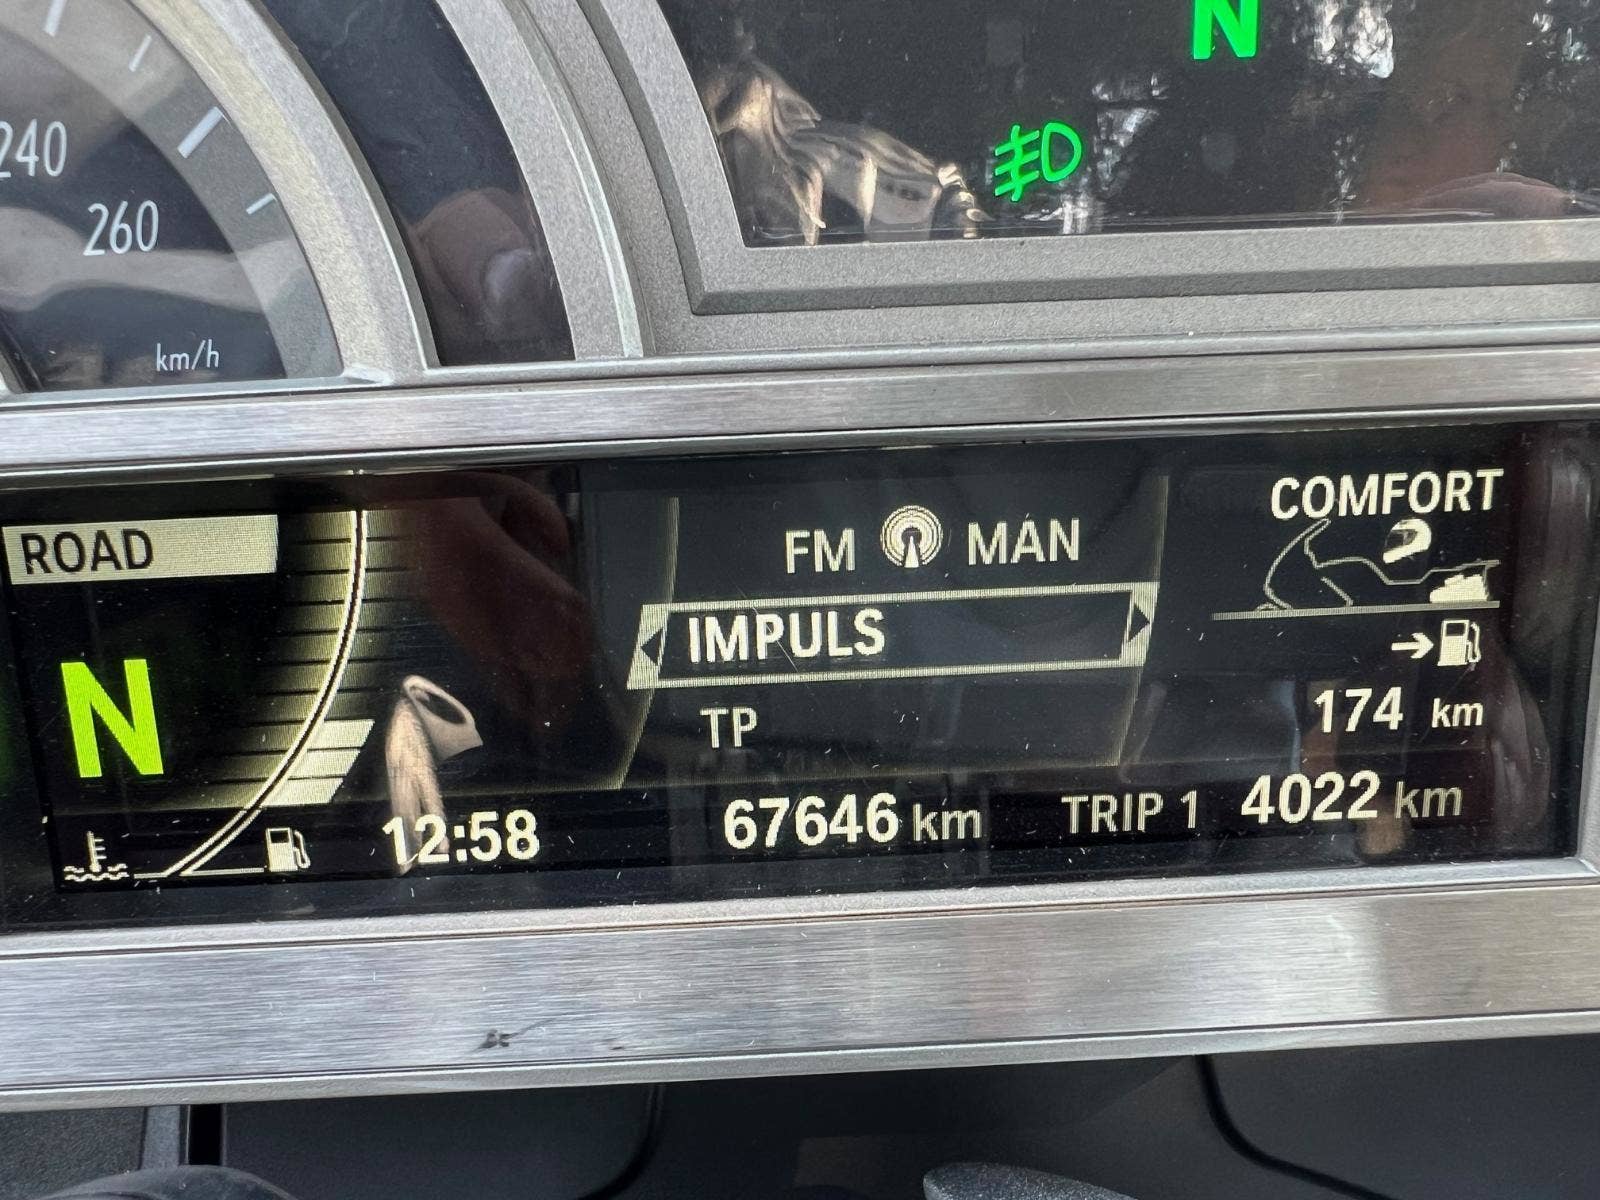 240
260
km/h
N
ROAD
N
FM MAN
IMPULS
TP
COMFORT
174 km
12:58
67646 km
TRIP 1 4022 km